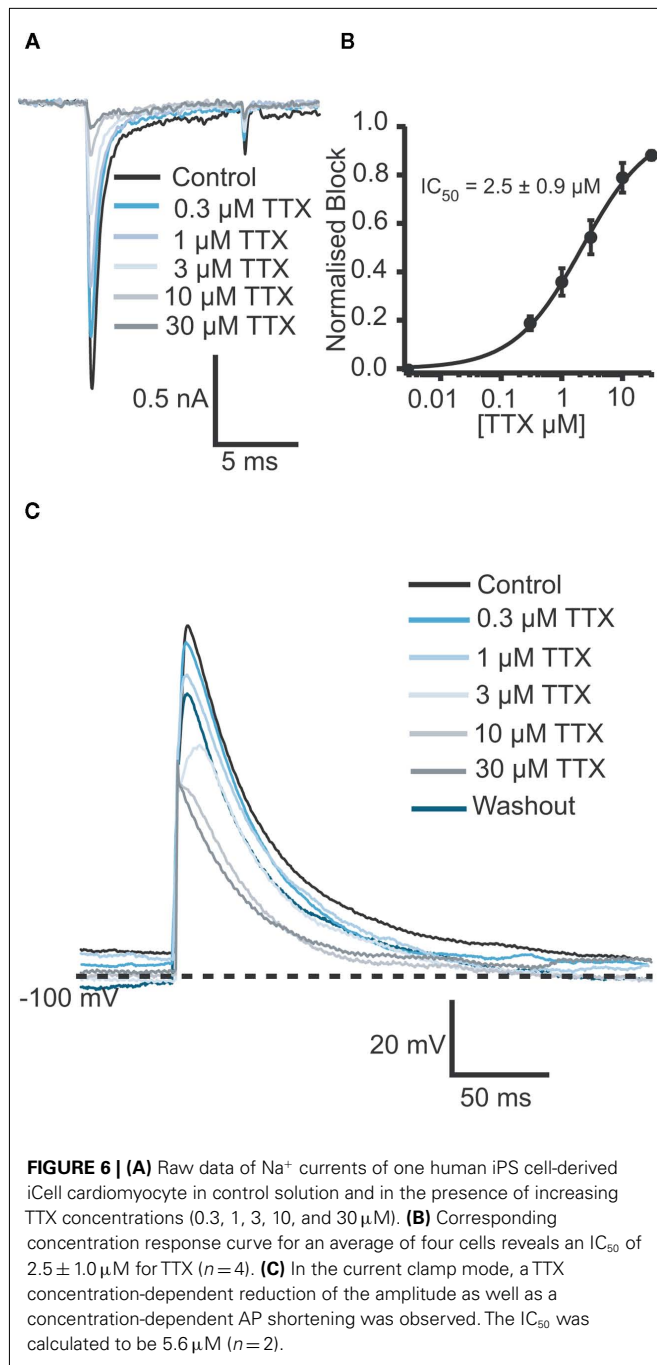 A
Control
0.3 µM TTX
1 µM TTX
3 µM TTX
10 µM TTX
30 µM TTX
0.5 nA
5 ms
B
Normalised Block
1.0
0.8
0.6
0.4
0.2
0.0
IC50 = 2.5 ± 0.9 µM
0.01 0.1 1 10
[TTX µM]
C
Control
0.3 µM TTX
1 µM TTX
3 µM TTX
10 µM TTX
30 µM TTX
Washout
-100 mV
20 mV
50 ms
FIGURE 6 | (A) Raw data of Na+ currents of one human iPS cell-derived
iCell cardiomyocyte in control solution and in the presence of increasing
TTX concentrations (0.3, 1, 3, 10, and 30 µM). (B) Corresponding
concentration response curve for an average of four cells reveals an IC50 of
2.5 ± 1.0 µM for TTX (n = 4). (C) In the current clamp mode, a TTX
concentration-dependent reduction of the amplitude as well as a
concentration-dependent AP shortening was observed. The IC50 was
calculated to be 5.6 µM (n = 2).